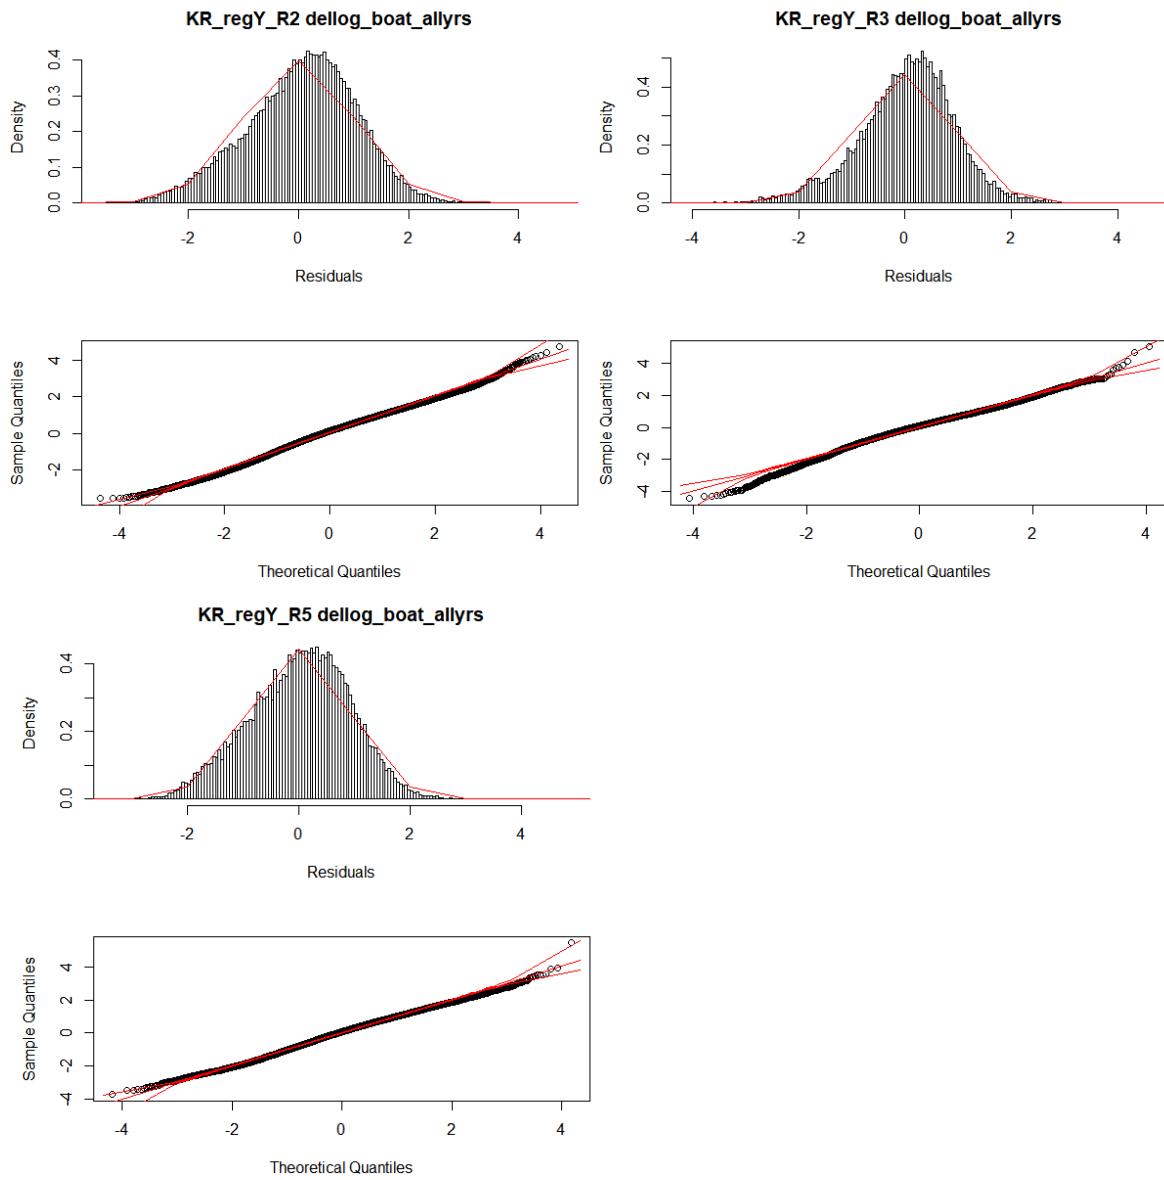 KR_regY_R2 dellog_boat_allyrs
Density
0.0 0.1 0.2 0.3 0.4
-2 0 2 4
Residuals
Sample Quantiles
-2 0 2 4
-4 -2 0 2 4
Theoretical Quantiles
KR_regY_R3 dellog_boat_allyrs
Density
0.0 0.2 0.4
-4 -2 0 2 4
Residuals
Sample Quantiles
-4 -2 0 2 4
-4 -2 0 2 4
Theoretical Quantiles
KR_regY_R5 dellog_boat_allyrs
Density
0.0 0.2 0.4
-2 0 2 4
Residuals
Sample Quantiles
-4 -2 0 2 4
-4 -2 0 2 4
Theoretical Quantiles